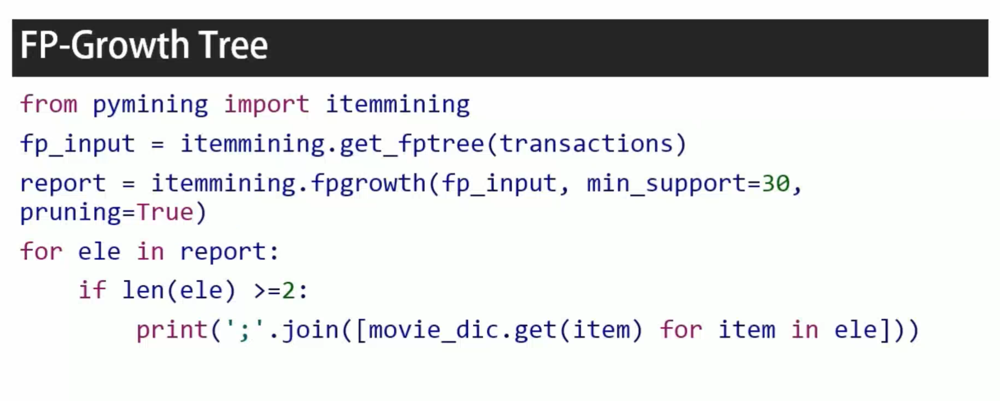 FP-Growth Tree
from pymining import itemmining
fp_input = itemmining.get_fptree(transactions)
report = itemmining.fpgrowth(fp_input, min_support=30,
pruning=True)
for ele in report:
    if len(ele) >=2:
        print(';'.join([movie_dic.get(item) for item in ele]))